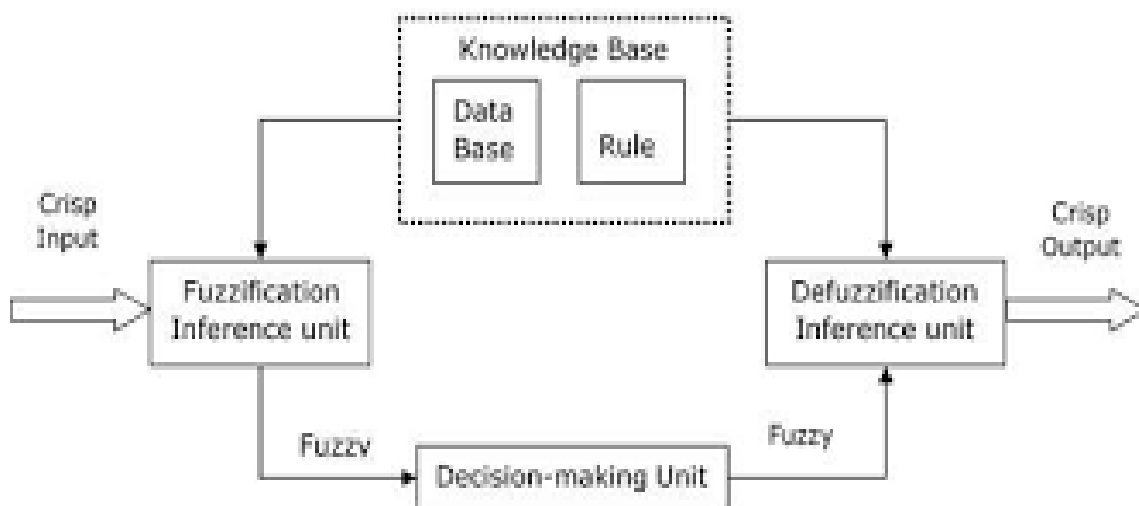 Knowledge Base
Data
Base
Rule
Crisp
Input
Crisp
Output
Fuzzification
Inference unit
Defuzzification
Inference unit
Fuzzy
Fuzzy
Decision-making Unit